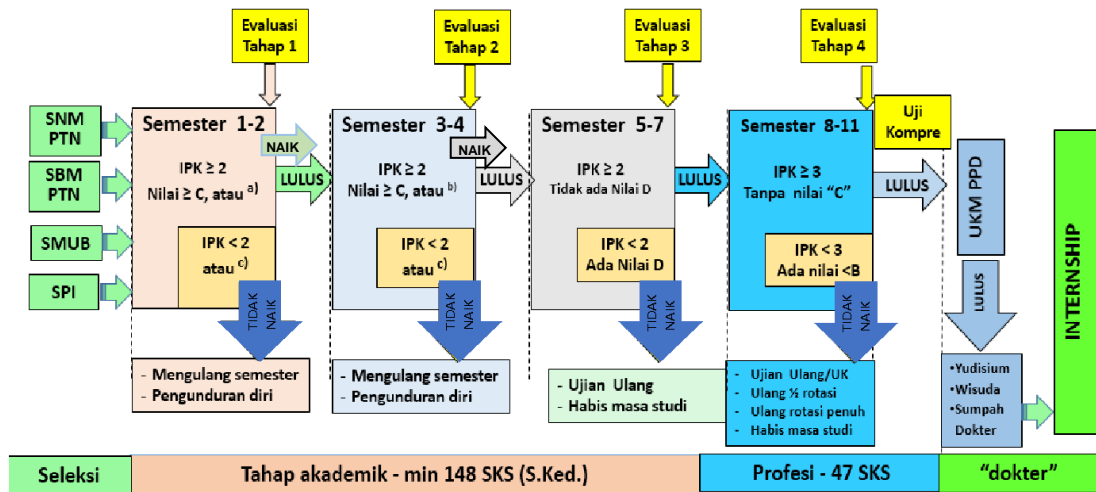 Evaluasi
Tahap 1
Evaluasi
Tahap 2
Evaluasi
Tahap 3
Evaluasi
Tahap 4
SNM
PTN
SBM
PTN
SMUB
SPI
Semester 1-2
NAIK
IPK ≥ 2
Nilai ≥ C, atau a)
LULUS
IPK < 2
atau c)
TIDAK
NAIK
- Mengulang semester
- Pengunduran diri
Semester 3-4
NAIK
IPK ≥ 2
Nilai ≥ C, atau b)
LULUS
IPK < 2
atau c)
TIDAK
NAIK
- Mengulang semester
- Pengunduran diri
Semester 5-7
IPK ≥ 2
Tidak ada Nilai D
LULUS
IPK < 2
Ada Nilai D
TIDAK
NAIK
- Ujian Ulang
- Habis masa studi
Semester 8-11
IPK ≥ 3
Tanpa nilai “C”
IPK < 3
Ada nilai <B
TIDAK
NAIK
- Ujian Ulang/UK
- Ulang ½ rotasi
- Ulang rotasi penuh
- Habis masa studi
Uji
Kompre
LULUS
UKM PPD
LULUS
•Yudisium
•Wisuda
•Sumpah
Dokter
INTERNSHIP
Seleksi
Tahap akademik - min 148 SKS (S.Ked.)
Profesi - 47 SKS
“dokter”